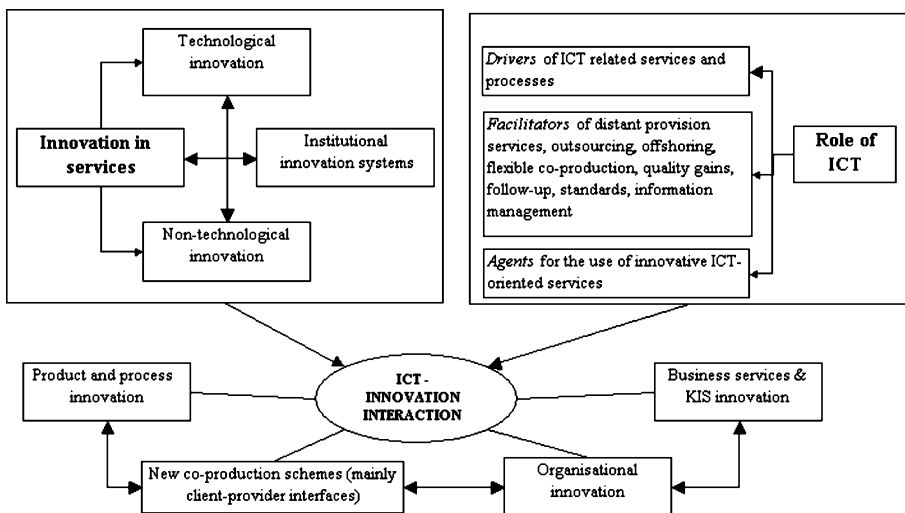 Technological
innovation
Innovation in
services
Institutional
innovation systems
Non-technological
innovation
Drivers of ICT related services and
processes
Facilitators of distant provision
services, outsourcing, offshoring,
flexible co-production, quality gains,
follow-up, standards, information
management
Role of
ICT
Agents for the use of innovative ICT-
oriented services
Product and process
innovation
ICT -
INNOVATION
INTERACTION
Business services &
KIS innovation
New co-production schemes (mainly
client-provider interfaces)
Organisational
innovation